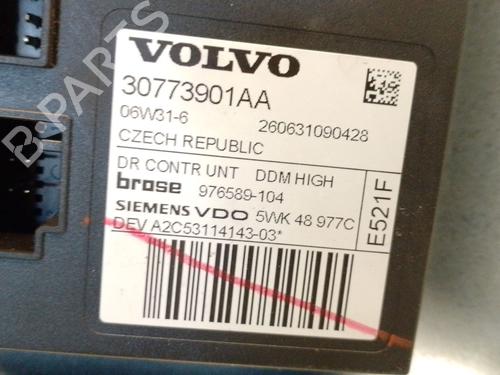 VOLVO
30773901AA
06W31-6 260631090428
CZECH REPUBLIC
DR CONTR UNT DDM HIGH
brose 976589-104
SIEMENS VDO 5WK 48 977C
DEV A2C53114143-03*
E521F
B-PARTS